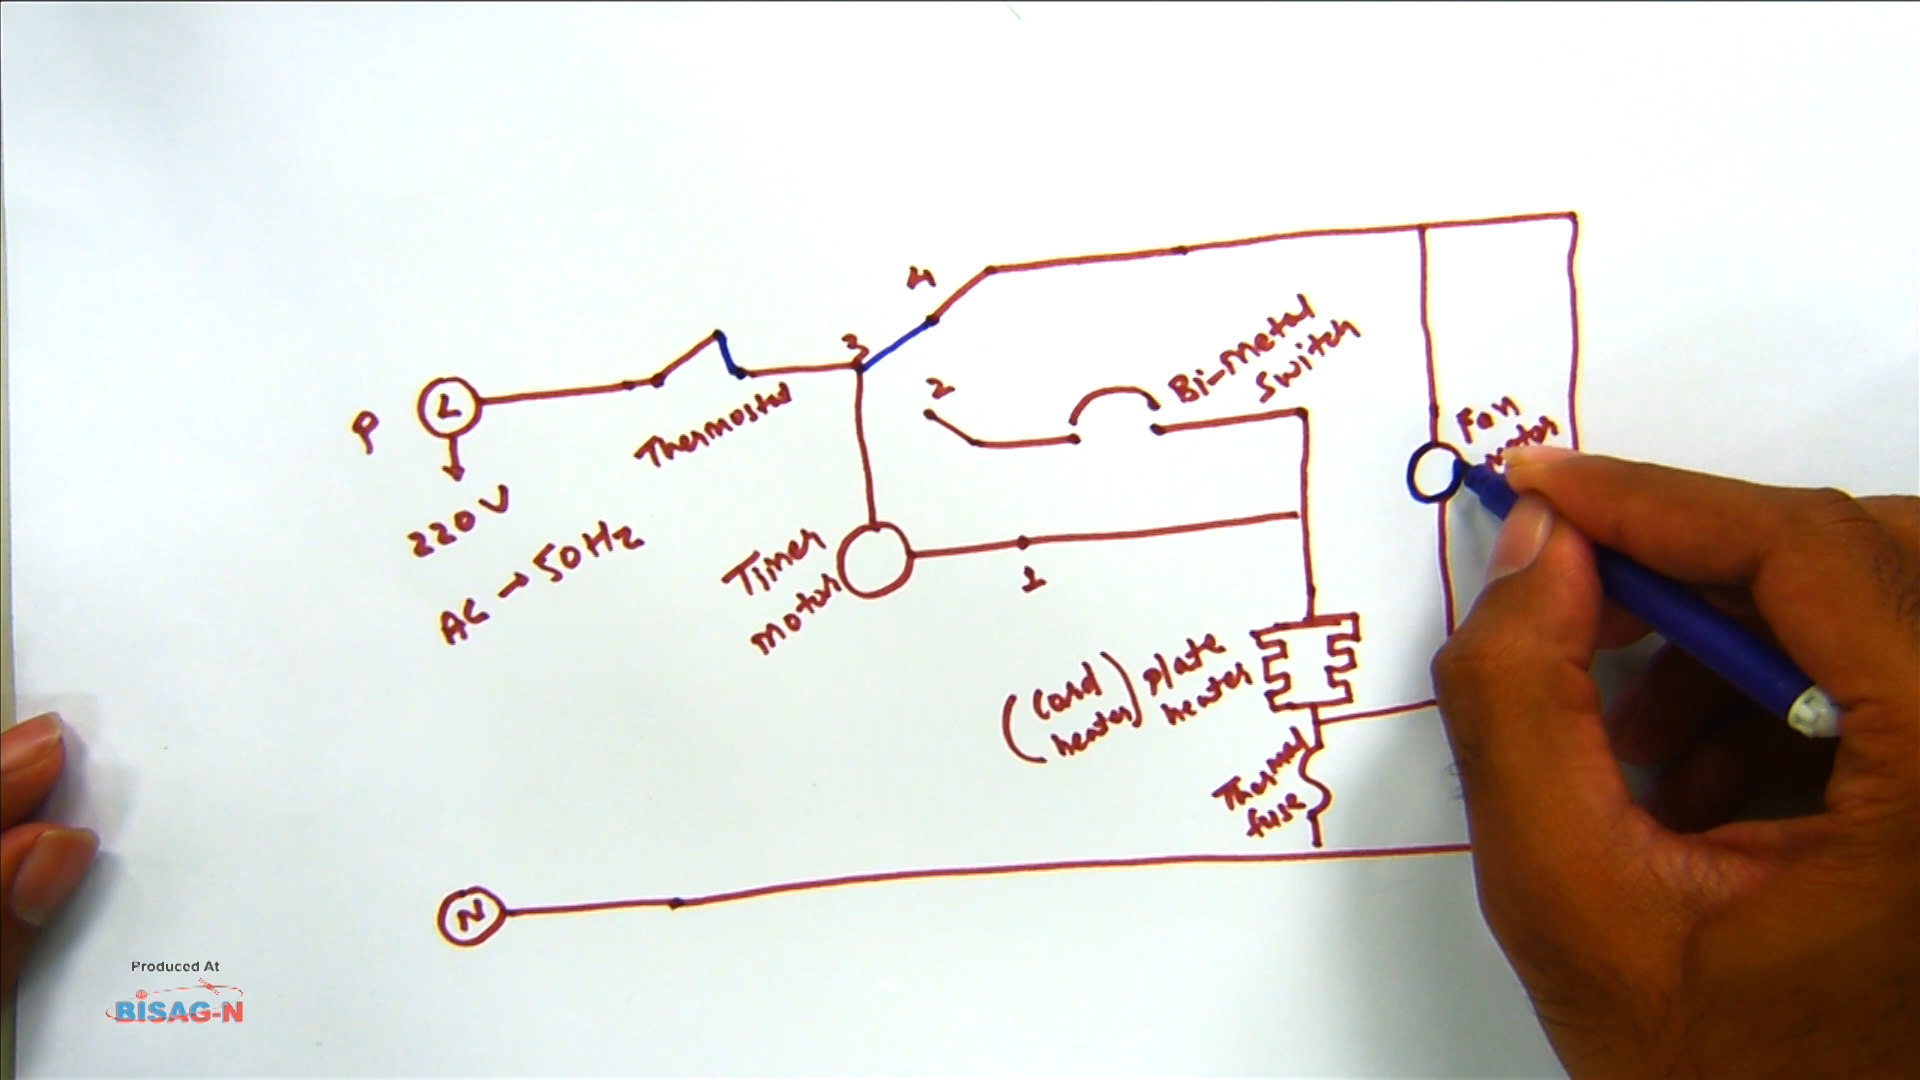 4
3
2
Bi-metal
Switch
P
L
Thermostat
220V
AC → 50Hz
Fan
motor
Timer
motor
1
(Cord
heater)
plate
heater
Thermal
fuse
N
Produced At
BISAG-N